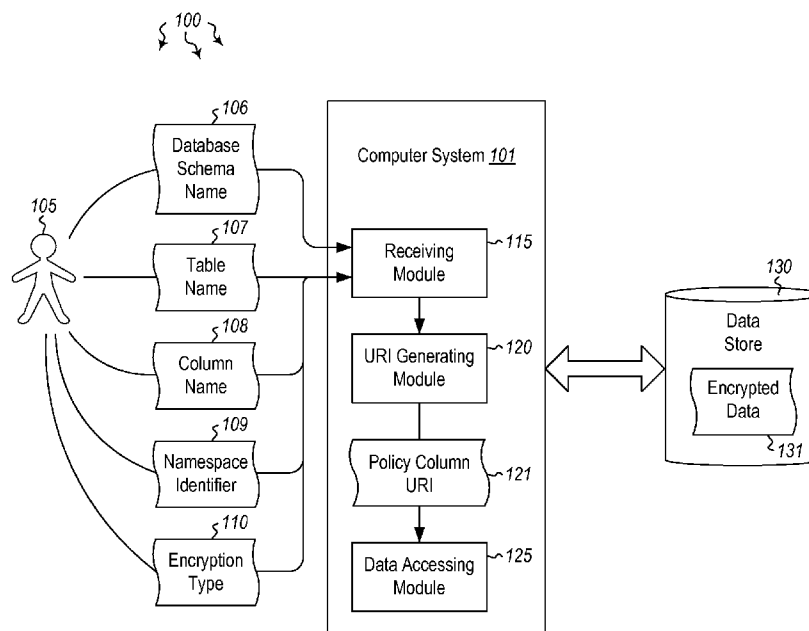 100
106
Database
Schema
Name
105
107
Table
Name
108
Column
Name
109
Namespace
Identifier
110
Encryption
Type
Computer System 101
Receiving
Module
115
URI Generating
Module
120
Policy Column
URI
121
Data Accessing
Module
125
130
Data
Store
Encrypted
Data
131